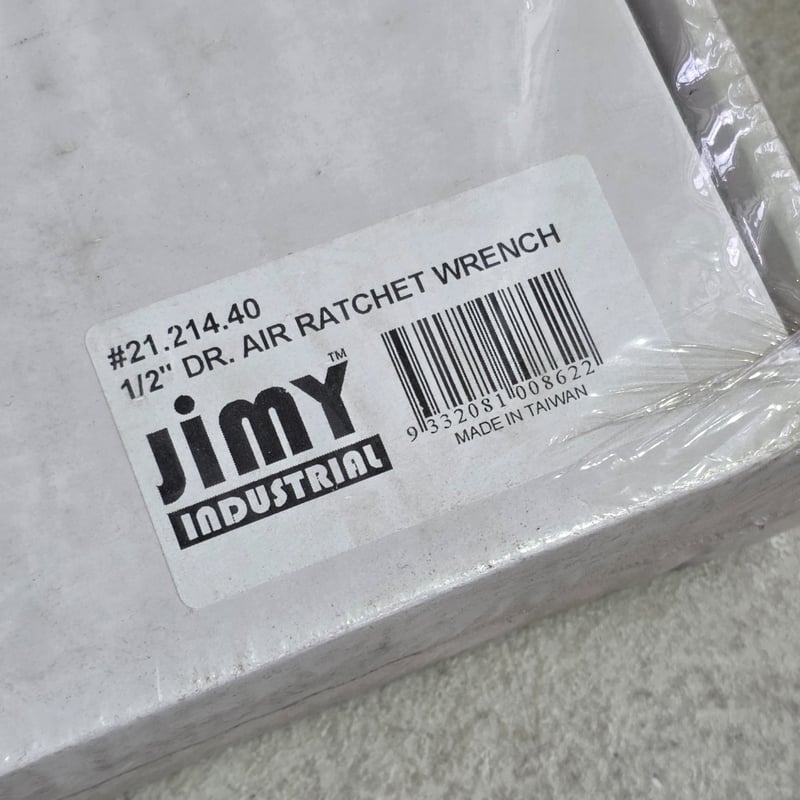 #21.214.40
1/2" DR. AIR RATCHET WRENCH
JiMY™
INDUSTRIAL
9 332081 008622
MADE IN TAIWAN